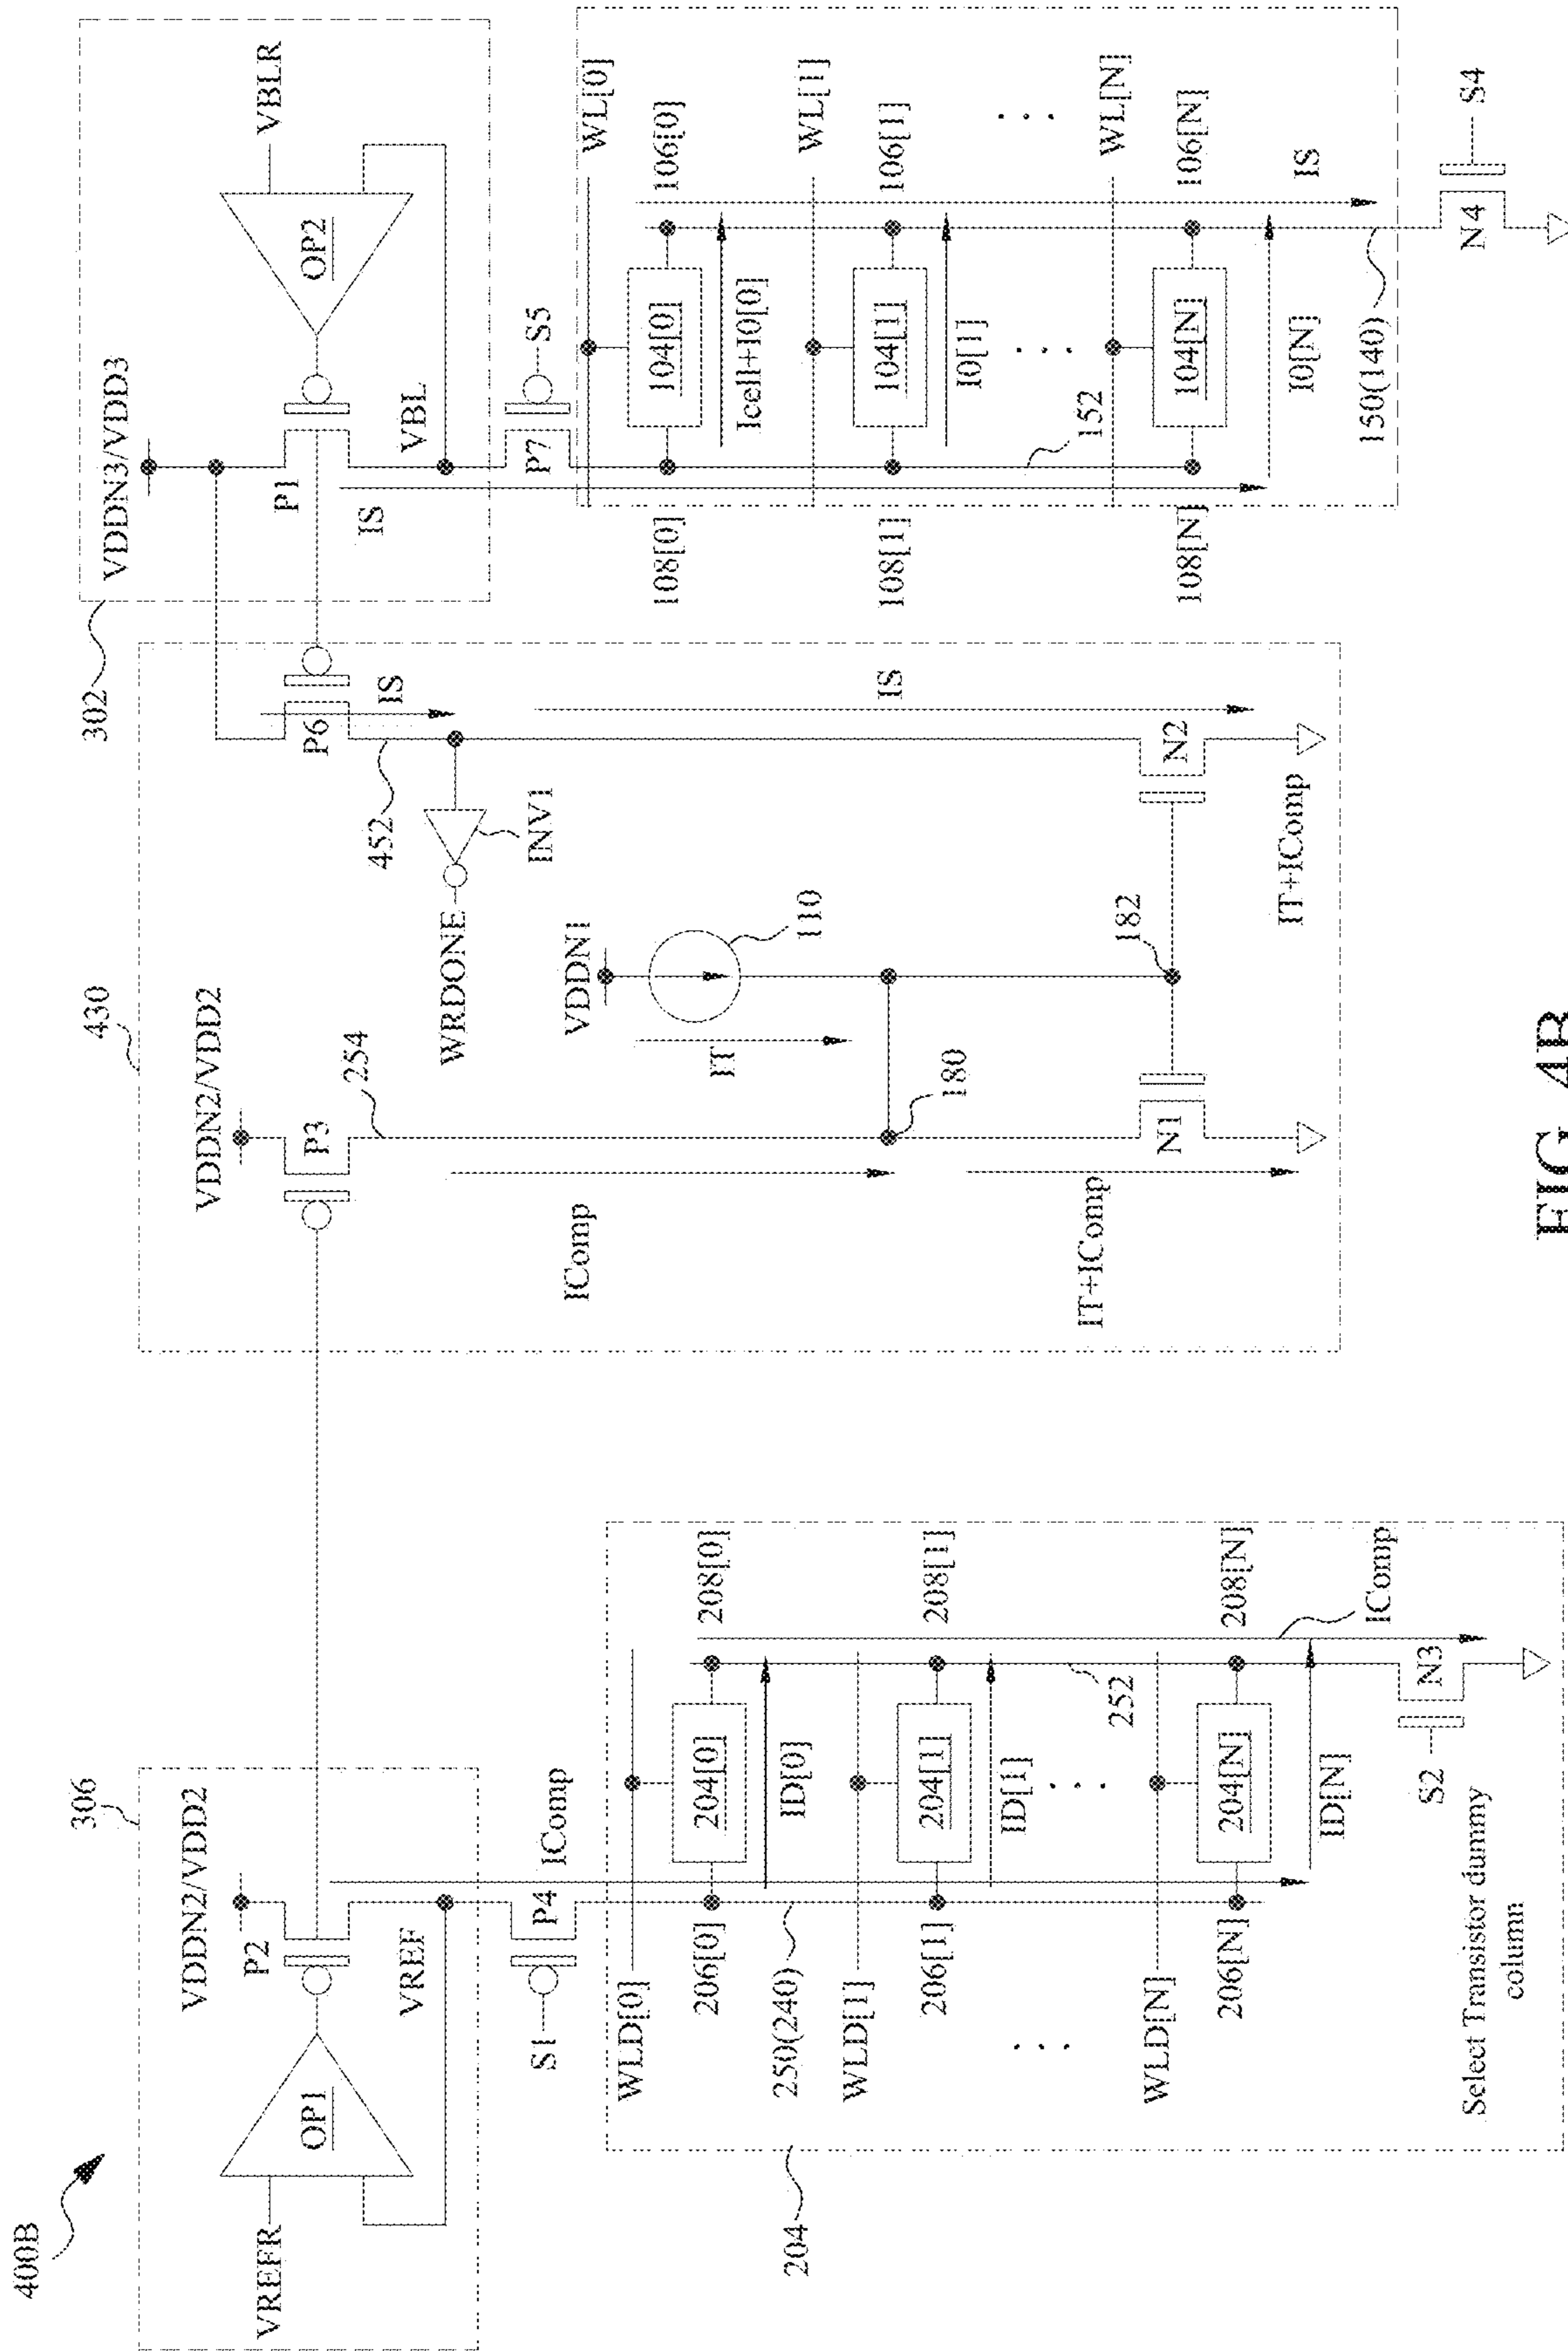 400B
306
VREFR
OP1
VDDN2/VDD2
P2
VREF
S1
P4
IComp
WLD[0]
206[0]
204[0]
208[0]
ID[0]
250(240)
WLD[1]
206[1]
204[1]
208[1]
ID[1]
252
. . .
. . .
WLD[N]
206[N]
204[N]
208[N]
ID[N]
IComp
S2
N3
Select Transistor dummy
column
204
430
VDDN2/VDD2
P3
254
IComp
180
IT+IComp
N1
WRDONE
INV1
452
VDDN1
110
IT
182
P6
IS
IS
N2
IT+IComp
302
VDDN3/VDD3
P1
IS
VBL
OP2
VBLR
P7
S5
WL[0]
108[0]
104[0]
106[0]
Icell+I0[0]
WL[1]
108[1]
104[1]
106[1]
I0[1]
152
. . .
. . .
WL[N]
108[N]
104[N]
106[N]
I0[N]
IS
150(140)
N4
S4
FIG. 4B